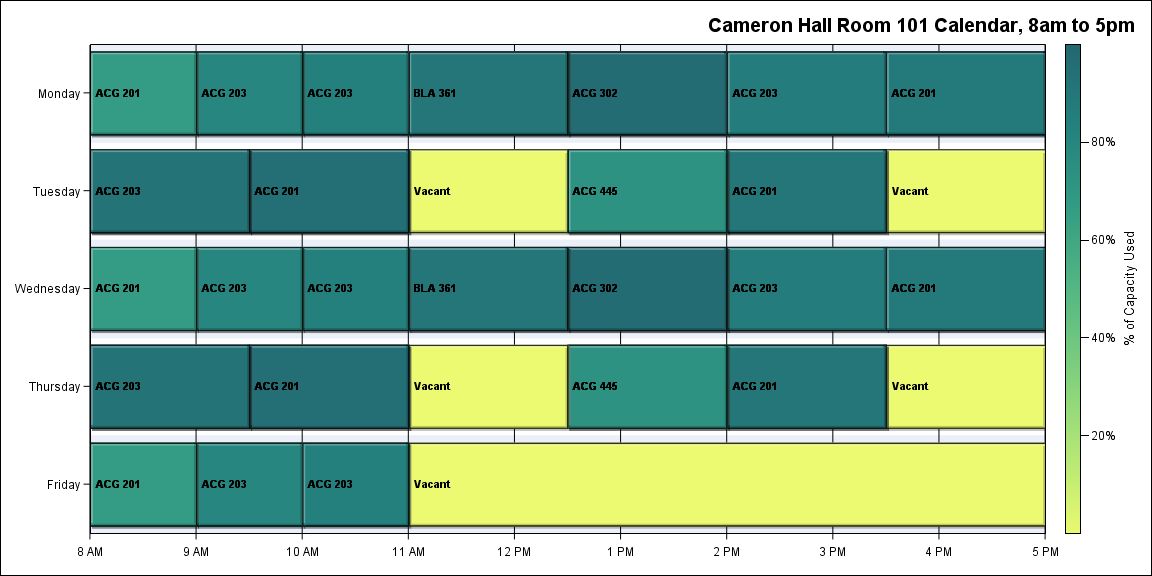 Cameron Hall Room 101 Calendar, 8am to 5pm
Monday
ACG 201
ACG 203
ACG 203
BLA 361
ACG 302
ACG 203
ACG 201
Tuesday
ACG 203
ACG 201
Vacant
ACG 445
ACG 201
Vacant
Wednesday
ACG 201
ACG 203
ACG 203
BLA 361
ACG 302
ACG 203
ACG 201
Thursday
ACG 203
ACG 201
Vacant
ACG 445
ACG 201
Vacant
Friday
ACG 201
ACG 203
ACG 203
Vacant
8 AM
9 AM
10 AM
11 AM
12 PM
1 PM
2 PM
3 PM
4 PM
5 PM
80%
60%
40%
20%
% of Capacity Used